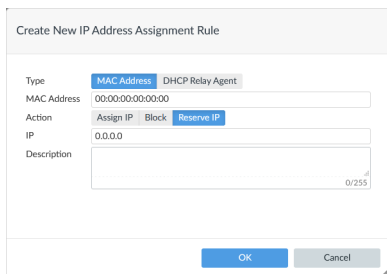 Create New IP Address Assignment Rule
Type MAC Address DHCP Relay Agent
MAC Address 00:00:00:00:00:00
Action Assign IP Block Reserve IP
IP 0.0.0.0
Description
0/255
OK Cancel